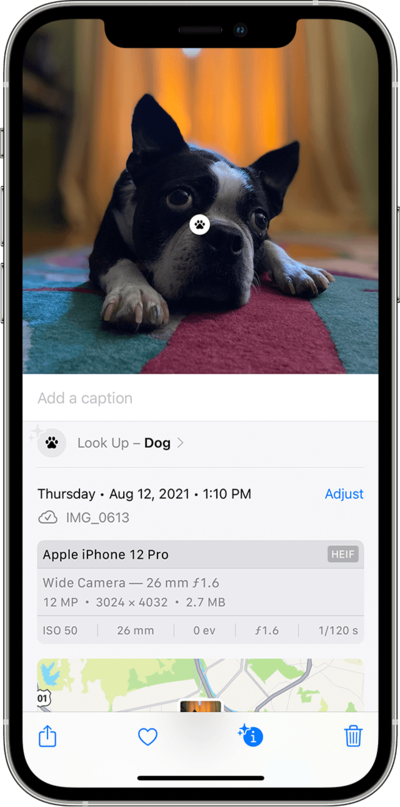 Add a caption
Look Up – Dog
Thursday • Aug 12, 2021 • 1:10 PM Adjust
IMG_0613
Apple iPhone 12 Pro HEIF
Wide Camera — 26 mm ƒ1.6
12 MP • 3024 × 4032 • 2.7 MB
ISO 50 26 mm 0 ev ƒ1.6 1/120 s
01